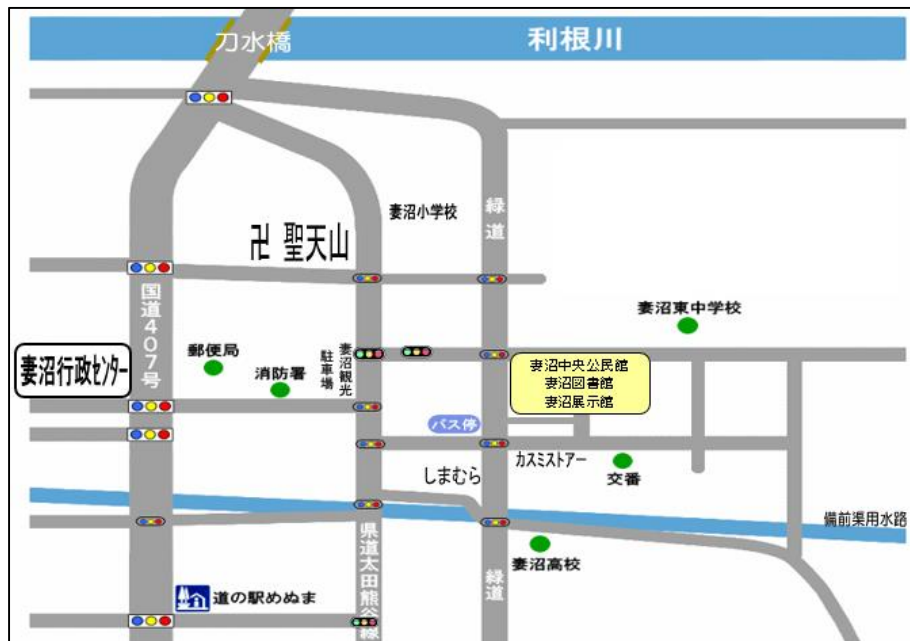 刀水橋
利根川
妻沼小学校
緑道
卍 聖天山
妻沼東中学校
国道407号
郵便局
妻沼行政センター
消防署
妻沼観光
駐車場
妻沼中央公民館
妻沼図書館
妻沼展示館
バス停
カスミストアー
しまむら
交番
備前渠用水路
県道太田熊谷線
妻沼高校
緑道
道の駅めぬま